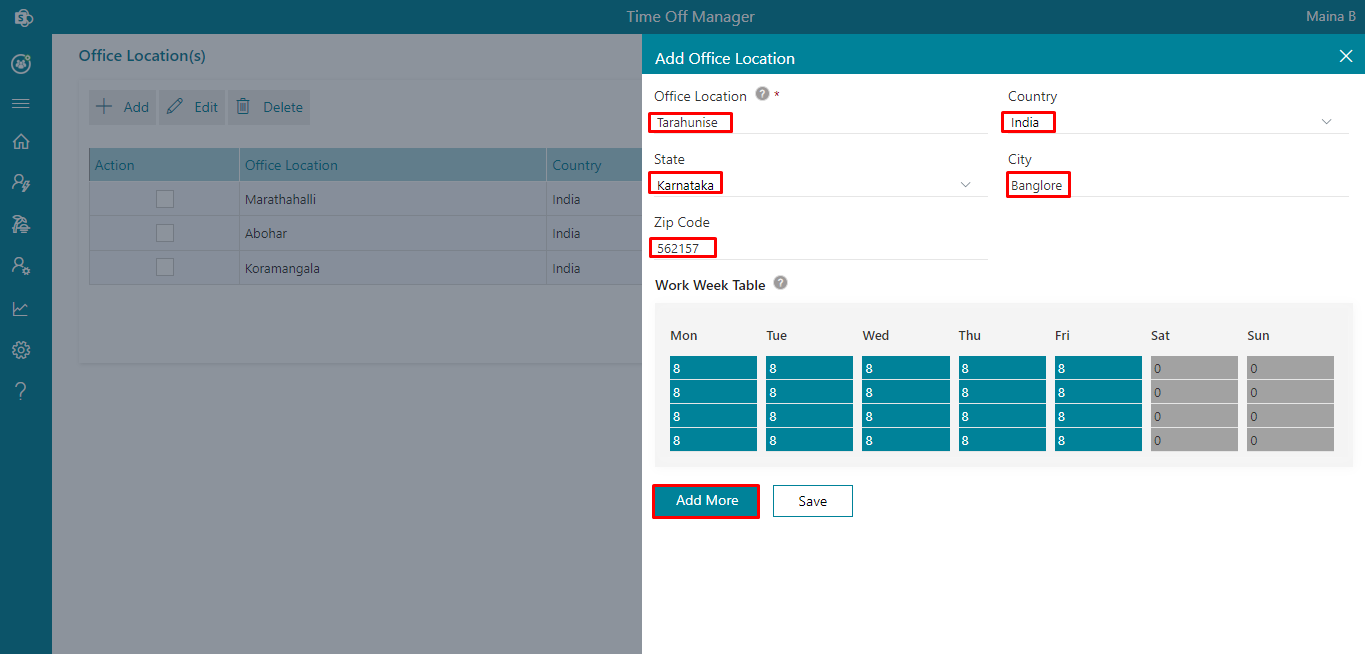 Time Off Manager
Maina B
Office Location(s)
Add
Edit
Delete
Action Office Location Country
Marathahalli India
Abohar India
Koramangala India
Add Office Location
Office Location ? *
Country
Tarahunise
India
State
City
Karnataka
Banglore
Zip Code
562157
Work Week Table ?
Mon Tue Wed Thu Fri Sat Sun
8 8 8 8 8 0 0
8 8 8 8 8 0 0
8 8 8 8 8 0 0
8 8 8 8 8 0 0
Add More
Save